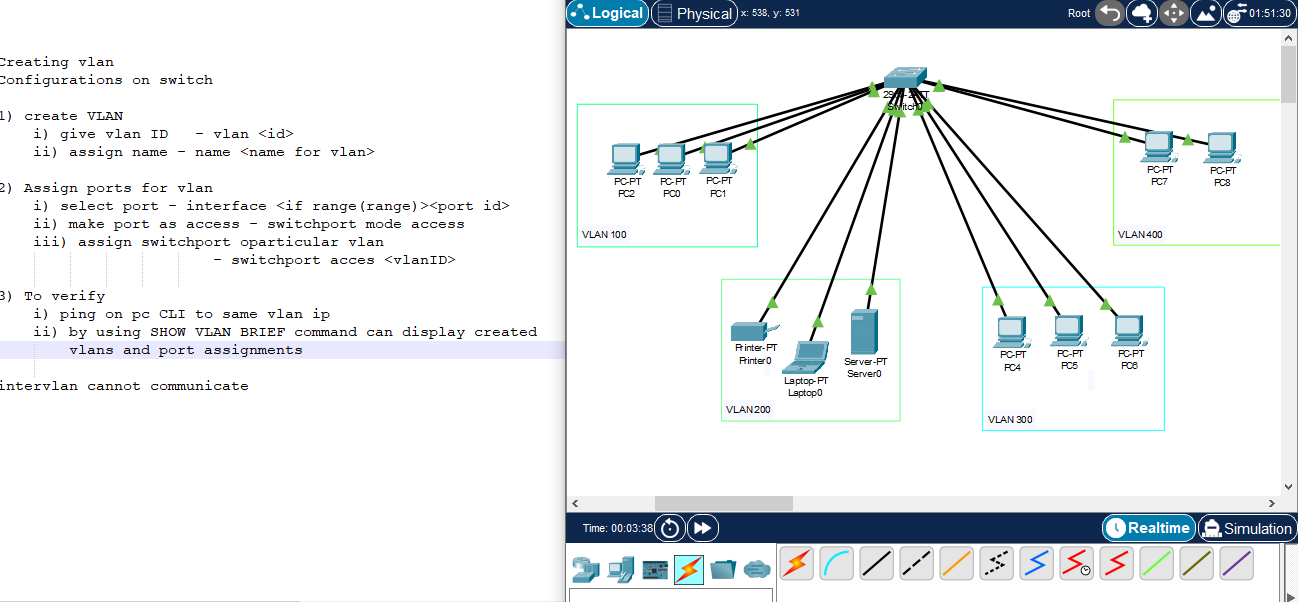 Creating vlan
Configurations on switch
1) create VLAN
i) give vlan ID - vlan <id>
ii) assign name - name <name for vlan>
2) Assign ports for vlan
i) select port - interface <if range(range)><port id>
ii) make port as access - switchport mode access
iii) assign switchport oparticular vlan
- switchport acces <vlanID>
3) To verify
i) ping on pc CLI to same vlan ip
ii) by using SHOW VLAN BRIEF command can display created
vlans and port assignments
intervlan cannot communicate
Logical
Physical
x: 538, y: 531
Root
01:51:30
Switch0
PC-PT
PC2
PC-PT
PC0
PC-PT
PC1
VLAN 100
PC-PT
PC7
PC-PT
PC8
VLAN 400
Printer-PT
Printer0
Laptop-PT
Laptop0
Server-PT
Server0
VLAN 200
PC-PT
PC4
PC-PT
PC5
PC-PT
PC6
VLAN 300
Time: 00:03:38
Realtime
Simulation